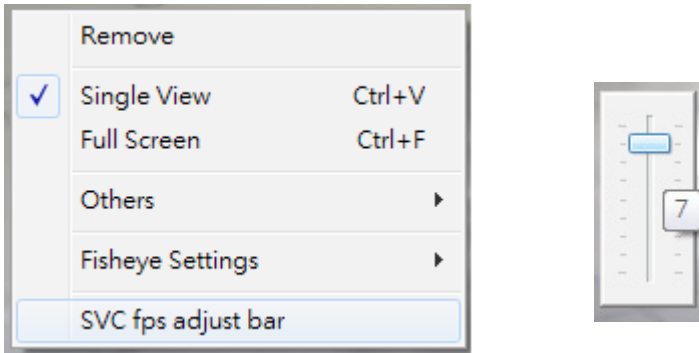 Remove
Single View Ctrl+V
Full Screen Ctrl+F
Others
Fisheye Settings
SVC fps adjust bar
7